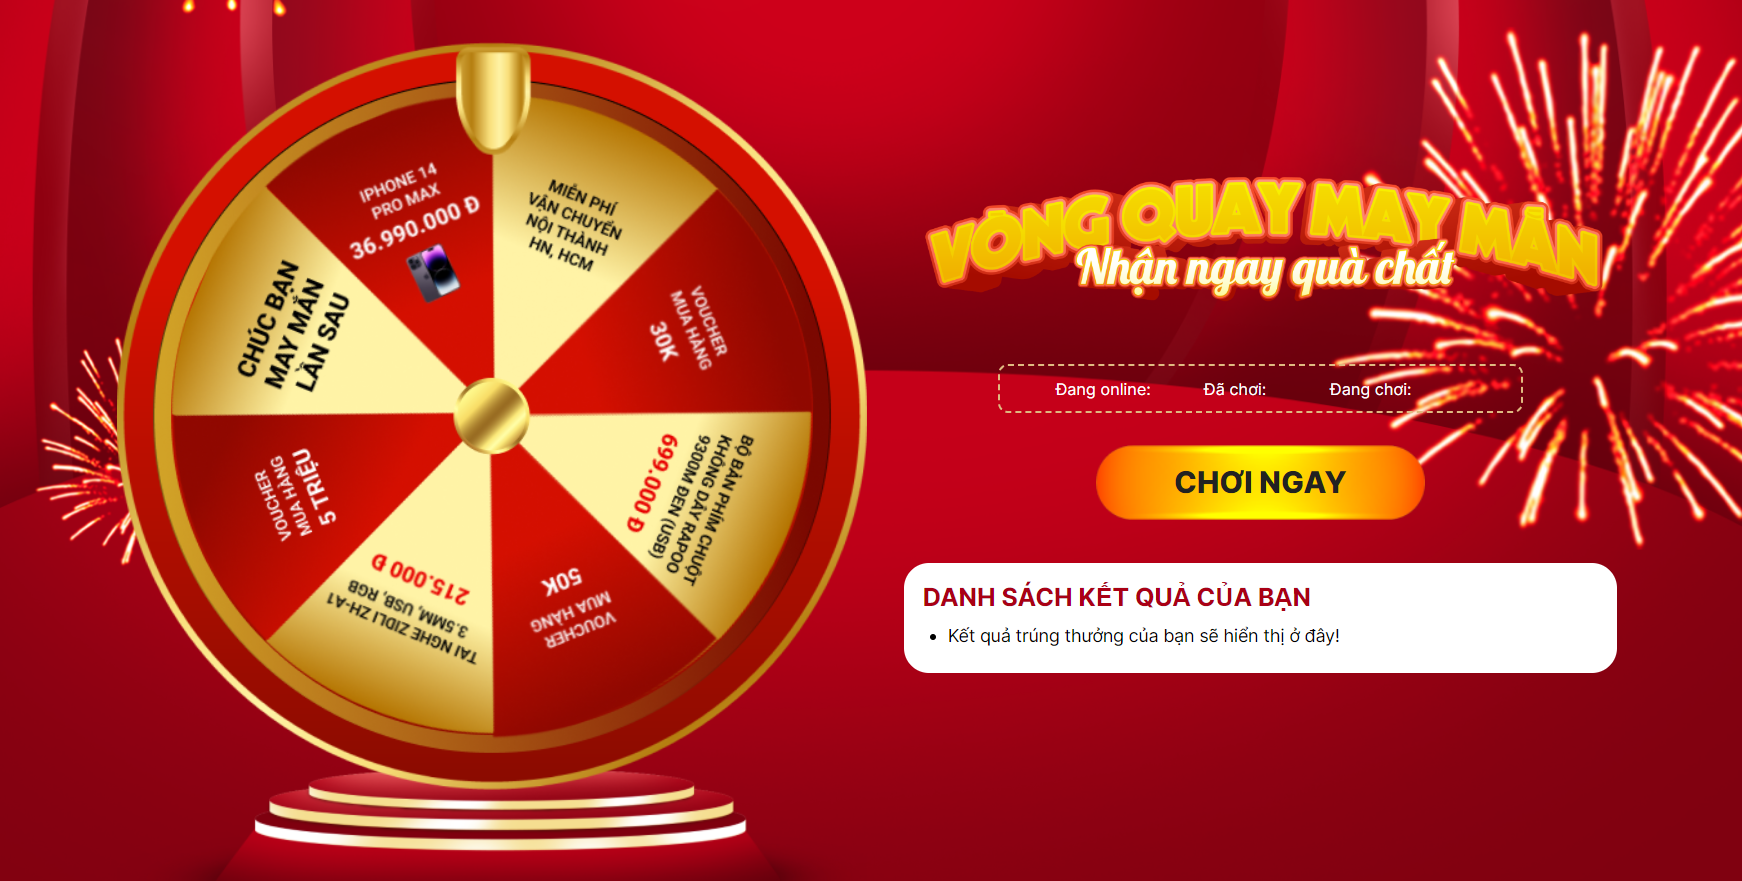 IPHONE 14
PRO MAX
36.990.000 Đ
MIỄN PHÍ
VẬN CHUYỂN
NỘI THÀNH
HN, HCM
VOUCHER
MUA HÀNG
30K
BỘ BÀN PHÍM CHUỘT
KHÔNG DÂY RAPOO
9300M ĐEN (USB)
699.000 Đ
VOUCHER
MUA HÀNG
50K
TAI NGHE ZIDLI ZH-A1
3.5MM, USB, RGB
215.000 Đ
VOUCHER
MUA HÀNG
5 TRIỆU
CHÚC BẠN
MAY MẮN
LẦN SAU
VÒNG QUAY MAY MẮN
Nhận ngay quà chất
Đang online: Đã chơi: Đang chơi:
CHƠI NGAY
DANH SÁCH KẾT QUẢ CỦA BẠN
• Kết quả trúng thưởng của bạn sẽ hiển thị ở đây!